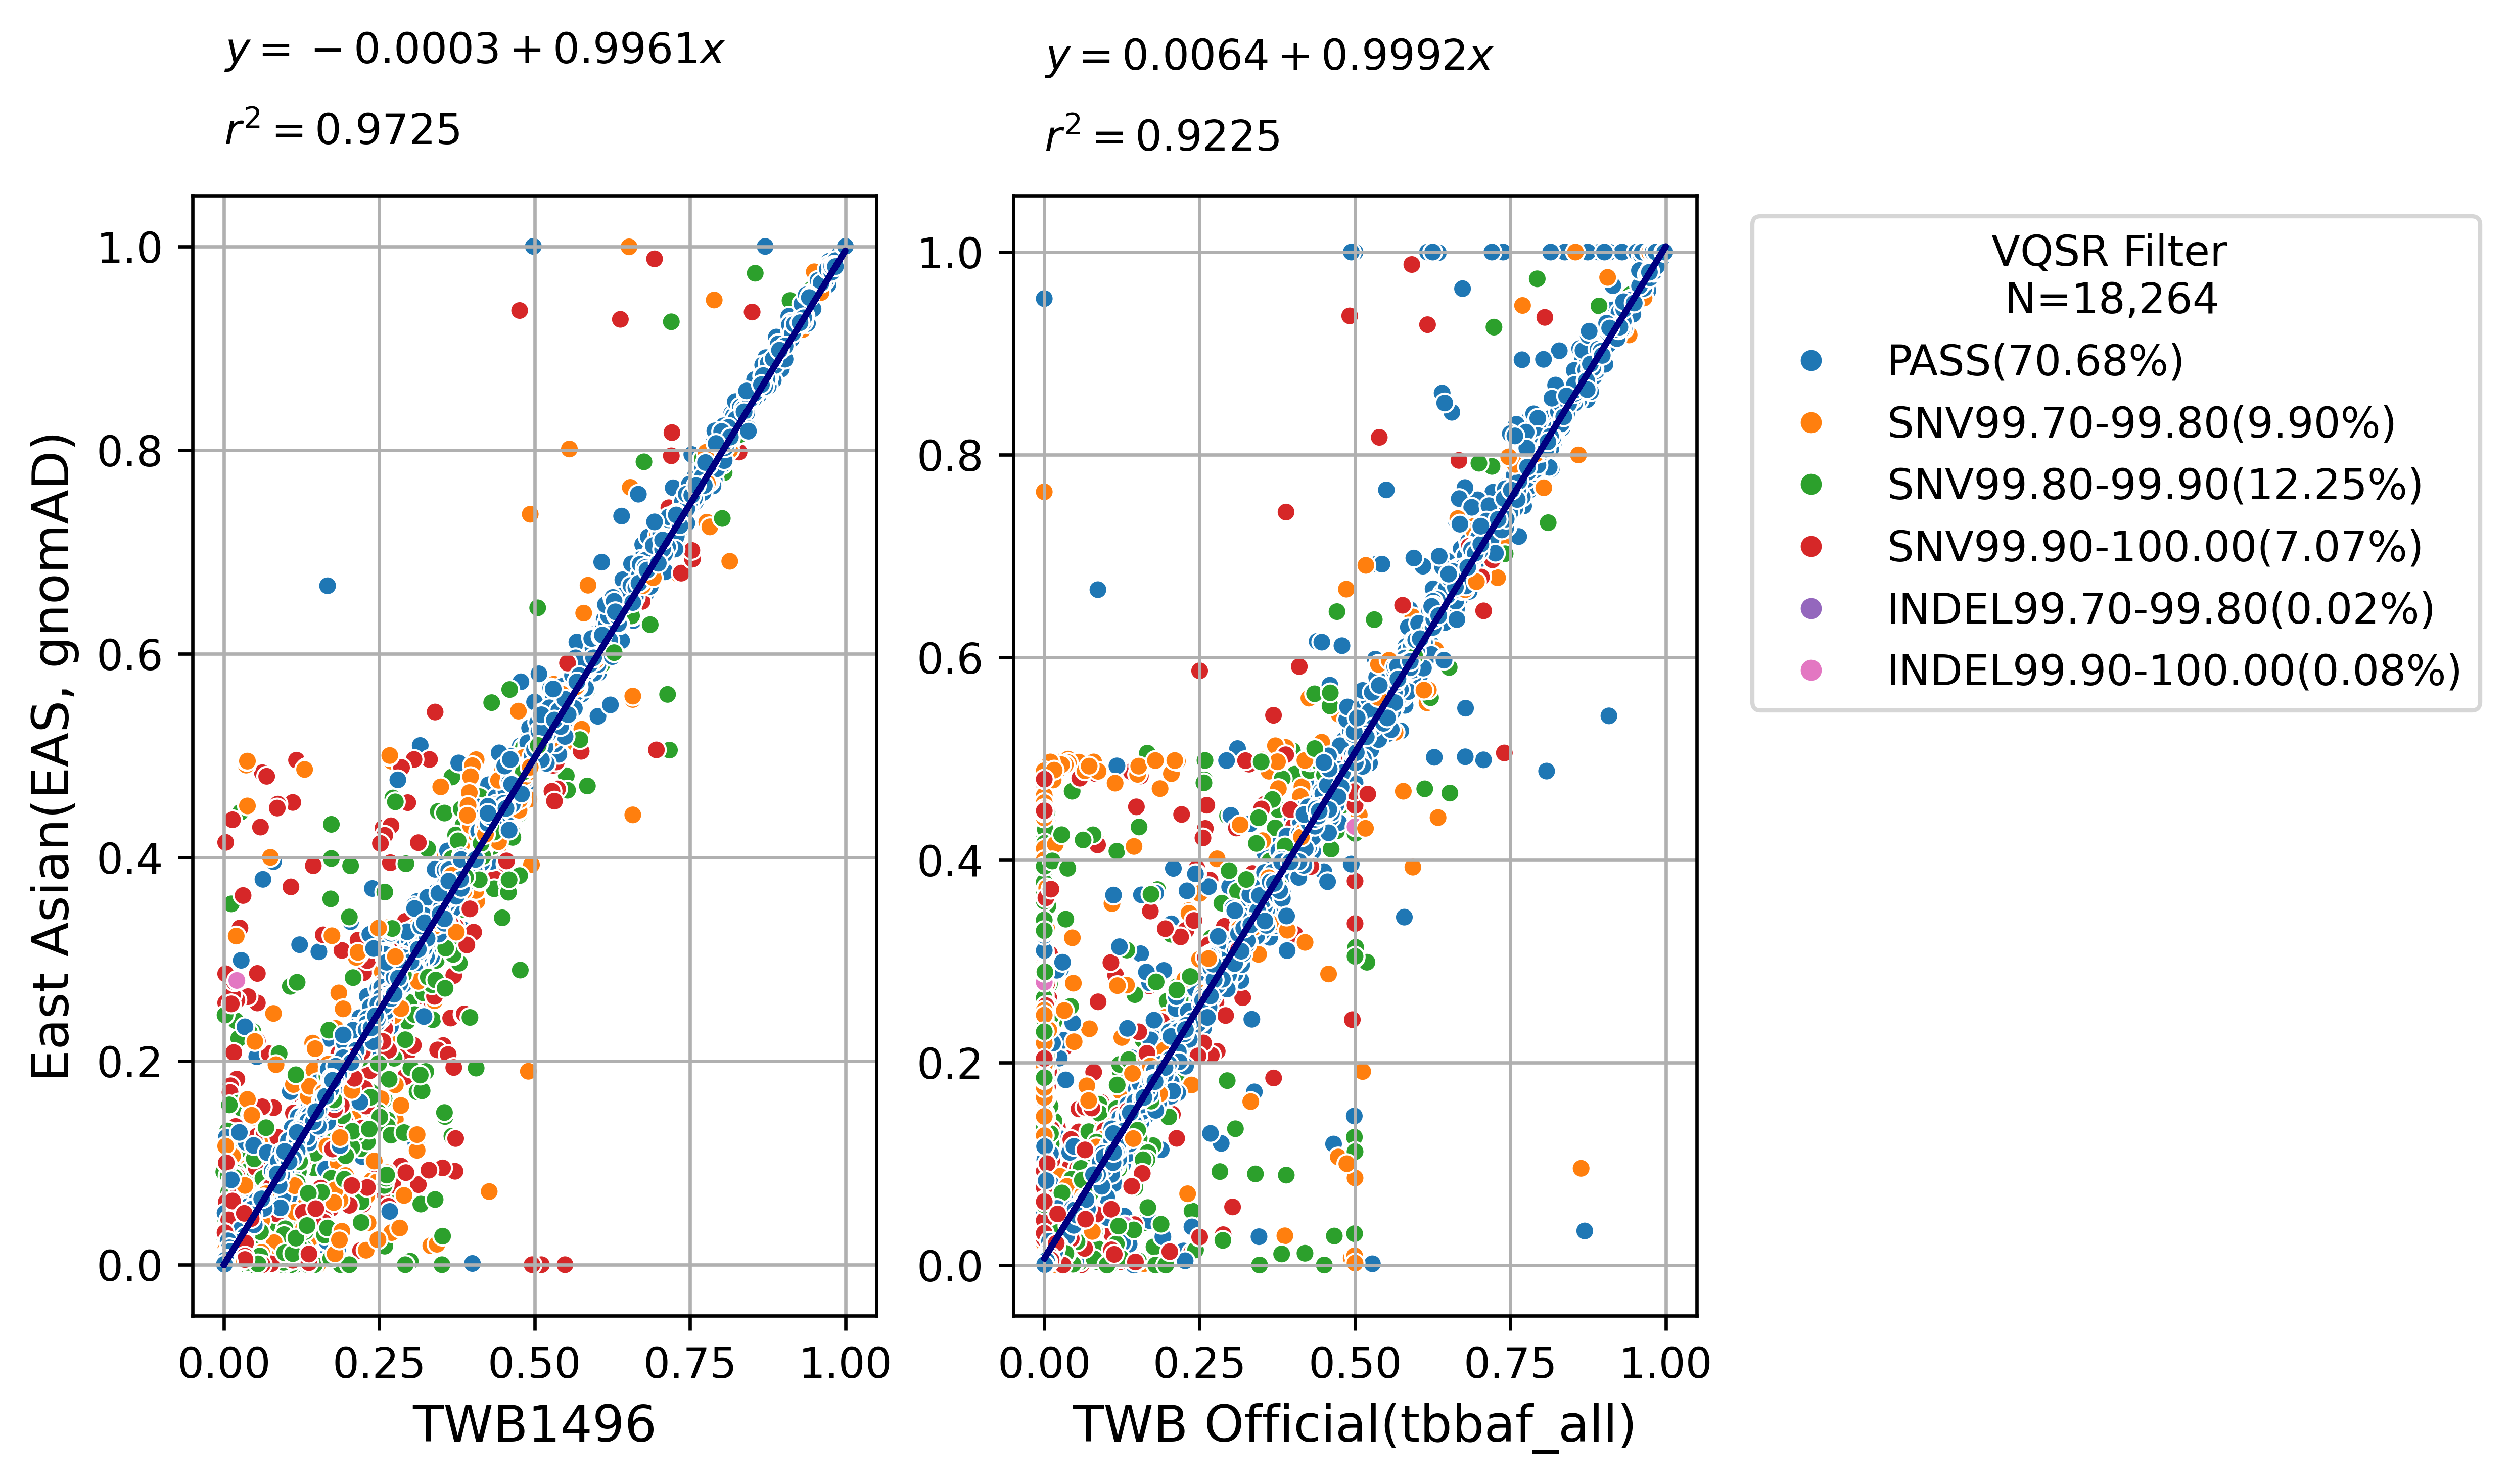 y = − 0.0003 + 0.9961x
r² = 0.9725
y = 0.0064 + 0.9992x
r² = 0.9225
East Asian(EAS, gnomAD)
1.0
0.8
0.6
0.4
0.2
0.0
0.00 0.25 0.50 0.75 1.00
TWB1496
1.0
0.8
0.6
0.4
0.2
0.0
0.00 0.25 0.50 0.75 1.00
TWB Official(tbbaf_all)
VQSR Filter
N=18,264
PASS(70.68%)
SNV99.70-99.80(9.90%)
SNV99.80-99.90(12.25%)
SNV99.90-100.00(7.07%)
INDEL99.70-99.80(0.02%)
INDEL99.90-100.00(0.08%)